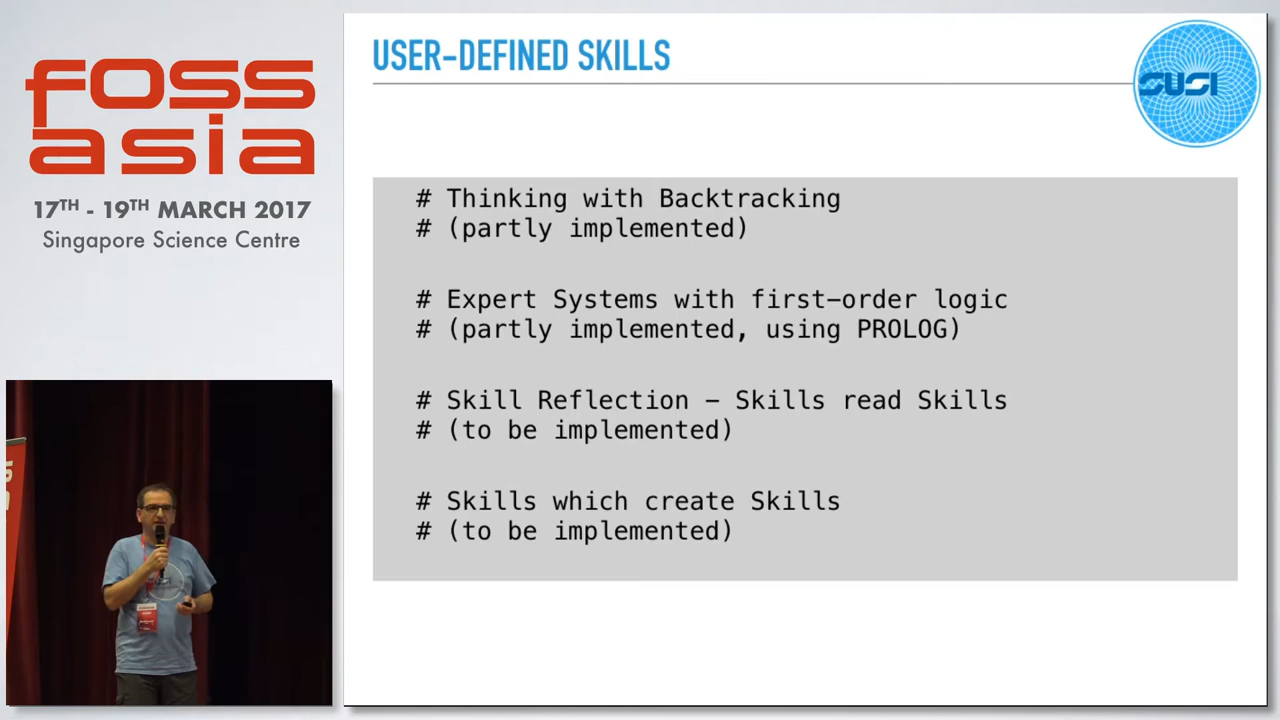 foss
asia
17TH - 19TH MARCH 2017
Singapore Science Centre
USER-DEFINED SKILLS
SUSI
# Thinking with Backtracking
# (partly implemented)
# Expert Systems with first-order logic
# (partly implemented, using PROLOG)
# Skill Reflection – Skills read Skills
# (to be implemented)
# Skills which create Skills
# (to be implemented)